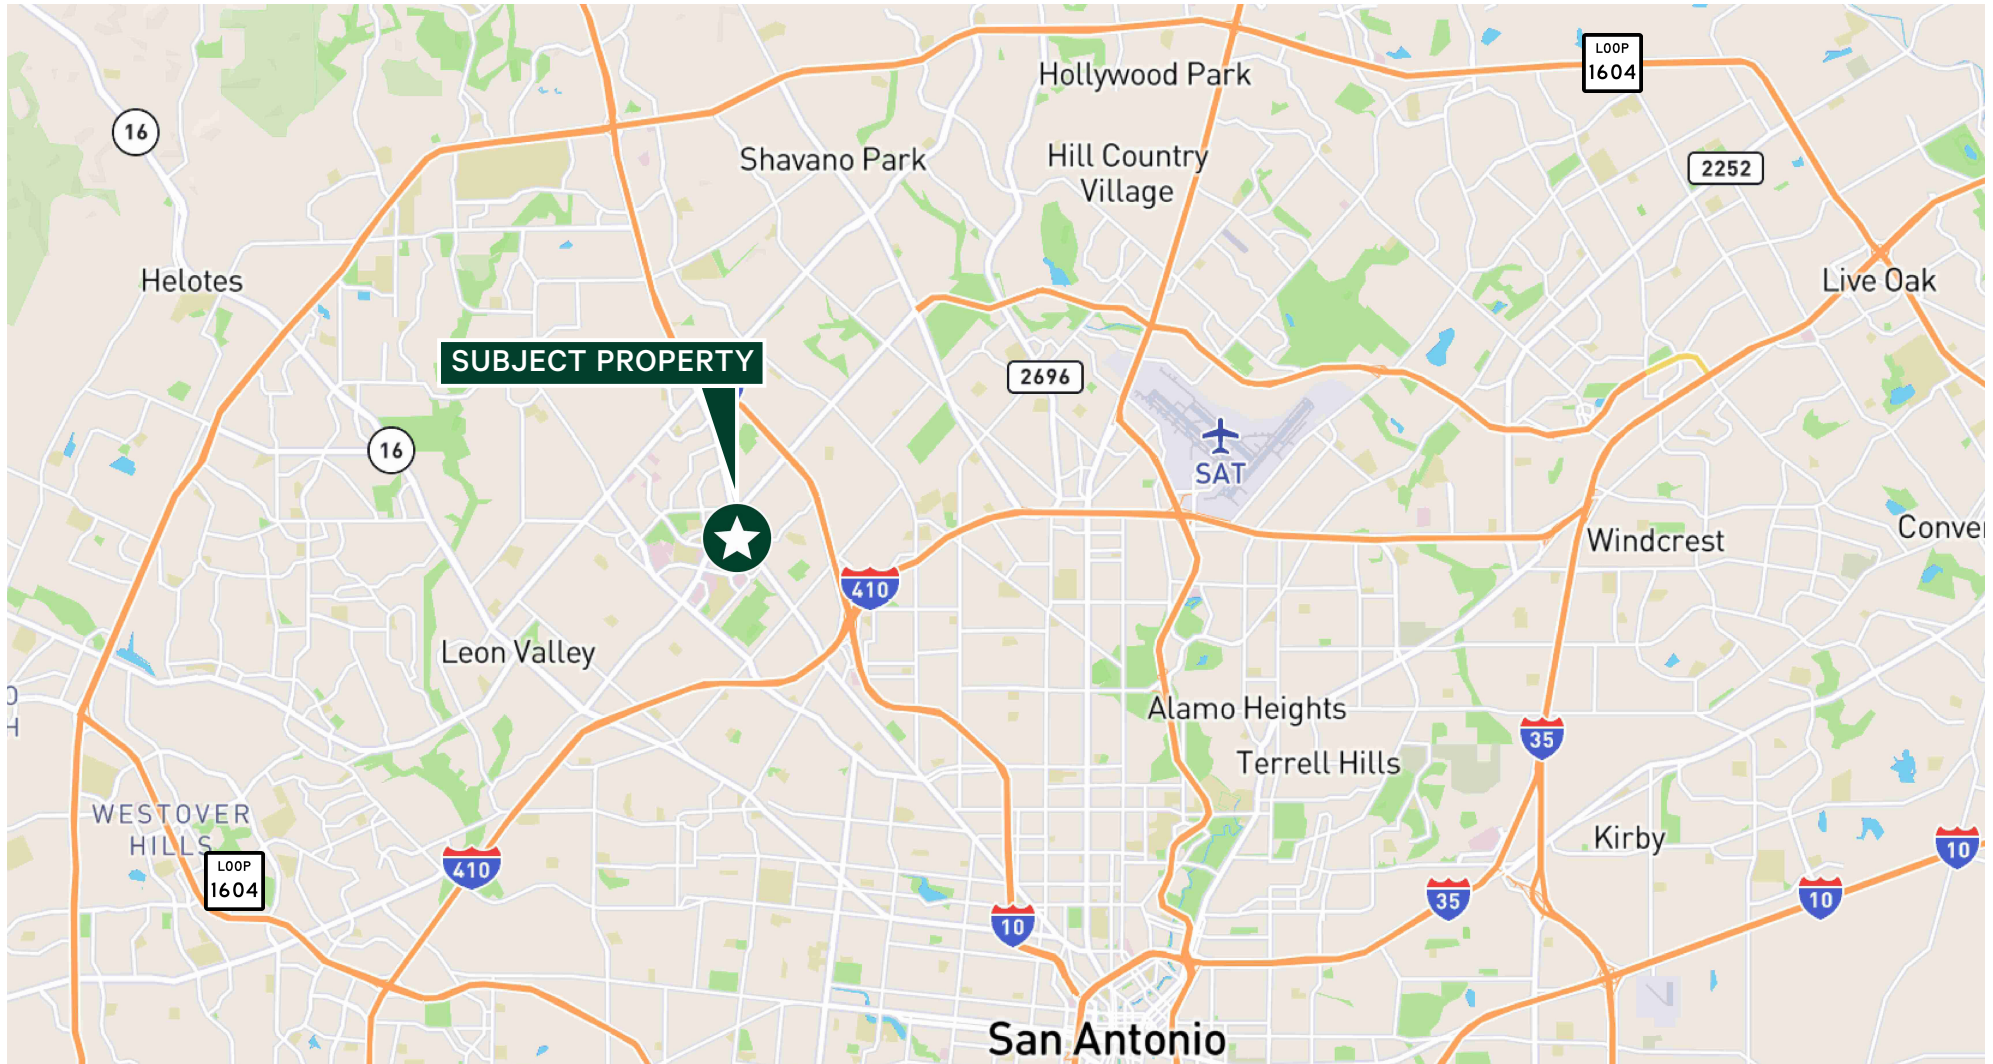 LOOP
1604
Hollywood Park
16
Shavano Park
Hill Country
Village
2252
Helotes
Live Oak
SUBJECT PROPERTY
2696
16
SAT
Windcrest
Conver
410
Leon Valley
Alamo Heights
35
Terrell Hills
WESTOVER
HILLS
Kirby
410
LOOP
1604
10
35
10
10
San Antonio